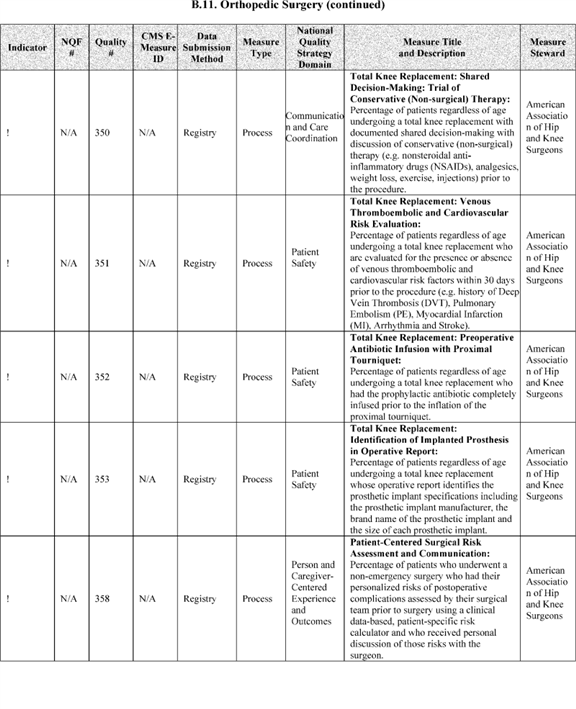 B.11. Orthopedic Surgery (continued)
Indicator
NQF
#
Quality
#
CMS E-
Measure
ID
Data
Submission
Method
Measure
Type
National
Quality
Strategy
Domain
Measure Title
and Description
Measure
Steward
!
N/A
350
N/A
Registry
Process
Communicatio
n and Care
Coordination
Total Knee Replacement: Shared
Decision-Making: Trial of
Conservative (Non-surgical) Therapy:
Percentage of patients regardless of age
undergoing a total knee replacement with
documented shared decision-making with
discussion of conservative (non-surgical)
therapy (e.g. nonsteroidal anti-
inflammatory drugs (NSAIDs), analgesics,
weight loss, exercise, injections) prior to
the procedure.
American
Associatio
n of Hip
and Knee
Surgeons
!
N/A
351
N/A
Registry
Process
Patient
Safety
Total Knee Replacement: Venous
Thromboembolic and Cardiovascular
Risk Evaluation:
Percentage of patients regardless of age
undergoing a total knee replacement who
are evaluated for the presence or absence
of venous thromboembolic and
cardiovascular risk factors within 30 days
prior to the procedure (e.g. history of Deep
Vein Thrombosis (DVT), Pulmonary
Embolism (PE), Myocardial Infarction
(MI), Arrhythmia and Stroke).
American
Associatio
n of Hip
and Knee
Surgeons
!
N/A
352
N/A
Registry
Process
Patient
Safety
Total Knee Replacement: Preoperative
Antibiotic Infusion with Proximal
Tourniquet:
Percentage of patients regardless of age
undergoing a total knee replacement who
had the prophylactic antibiotic completely
infused prior to the inflation of the
proximal tourniquet.
American
Associatio
n of Hip
and Knee
Surgeons
!
N/A
353
N/A
Registry
Process
Patient
Safety
Total Knee Replacement:
Identification of Implanted Prosthesis
in Operative Report:
Percentage of patients regardless of age
undergoing a total knee replacement
whose operative report identifies the
prosthetic implant specifications including
the prosthetic implant manufacturer, the
brand name of the prosthetic implant and
the size of each prosthetic implant.
American
Associatio
n of Hip
and Knee
Surgeons
!
N/A
358
N/A
Registry
Process
Person and
Caregiver-
Centered
Experience
and
Outcomes
Patient-Centered Surgical Risk
Assessment and Communication:
Percentage of patients who underwent a
non-emergency surgery who had their
personalized risks of postoperative
complications assessed by their surgical
team prior to surgery using a clinical
data-based, patient-specific risk
calculator and who received personal
discussion of those risks with the
surgeon.
American
Associatio
n of Hip
and Knee
Surgeons